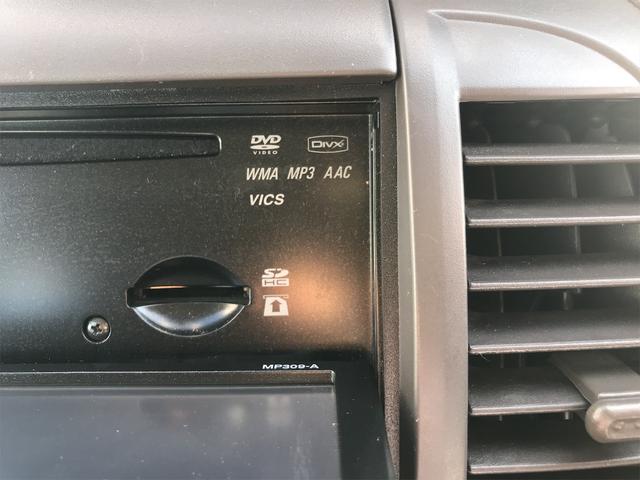 DVD DivX
VIDEO
WMA MP3 AAC
VICS
SD
HC
MP309-A